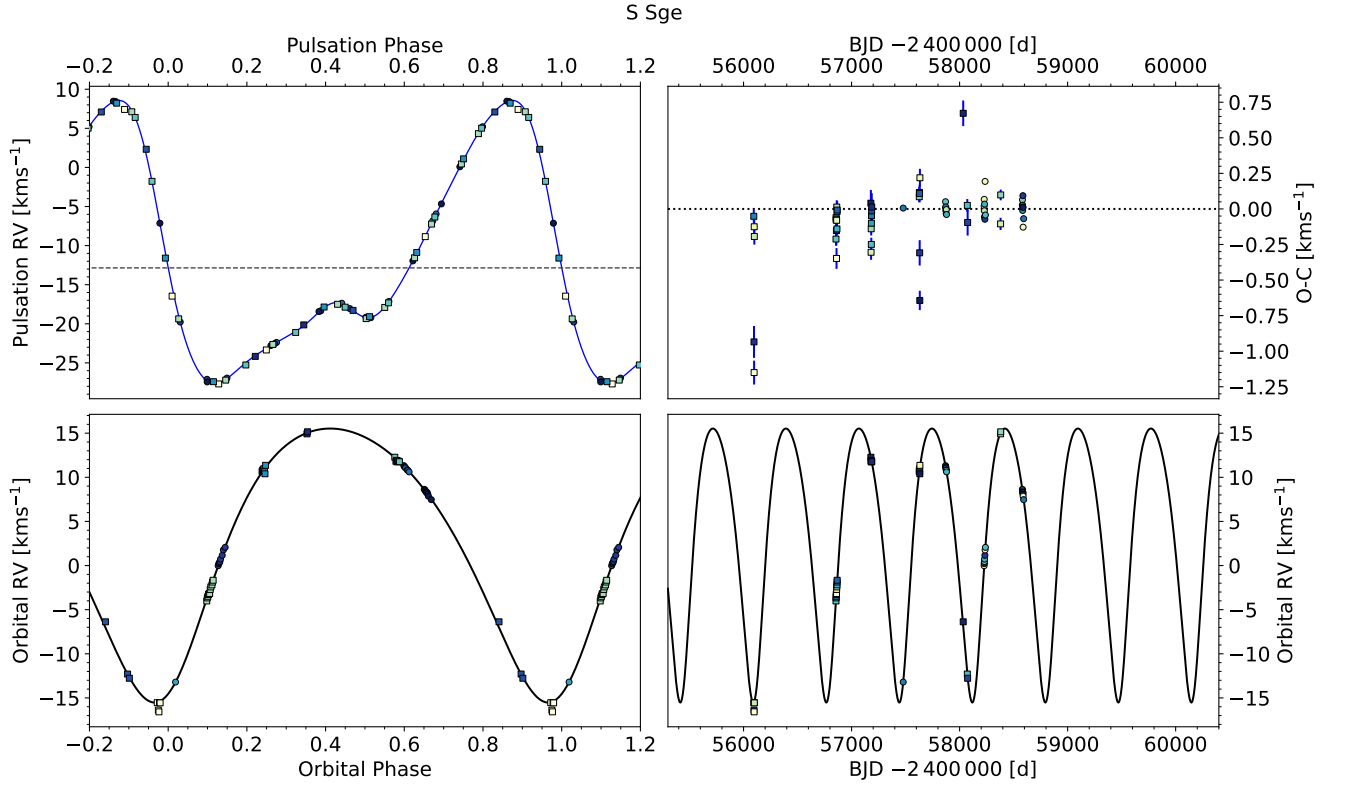 S Sge
Pulsation Phase
BJD −2 400 000 [d]
−0.2 0.0 0.2 0.4 0.6 0.8 1.0 1.2
56000 57000 58000 59000 60000
10
5
0
−5
−10
−15
−20
−25
Pulsation RV [kms⁻¹]
0.75
0.50
0.25
0.00
−0.25
−0.50
−0.75
−1.00
−1.25
O-C [kms⁻¹]
15
10
5
0
−5
−10
−15
Orbital RV [kms⁻¹]
15
10
5
0
−5
−10
−15
Orbital RV [kms⁻¹]
−0.2 0.0 0.2 0.4 0.6 0.8 1.0 1.2
56000 57000 58000 59000 60000
Orbital Phase
BJD −2 400 000 [d]